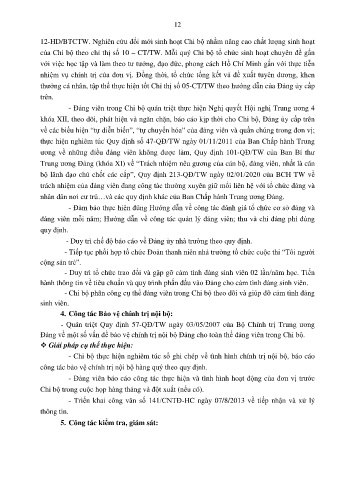 12
12-HD/BTCTW. Nghiên cứu đổi mới sinh hoạt Chi bộ nhằm nâng cao chất lượng sinh hoạt
của Chi bộ theo chỉ thị số 10 – CT/TW. Mỗi quý Chi bộ tổ chức sinh hoạt chuyên đề gắn
với việc học tập và làm theo tư tưởng, đạo đức, phong cách Hồ Chí Minh gắn với thực tiễn
nhiệm vụ chính trị của đơn vị. Đồng thời, tổ chức tổng kết và đề xuất tuyên dương, khen
thưởng cá nhân, tập thể thực hiện tốt Chỉ thị số 05-CT/TW theo hướng dẫn của Đảng ủy cấp
trên.
- Đảng viên trong Chi bộ quán triệt thực hiện Nghị quyết Hội nghị Trung ương 4
khóa XII, theo dõi, phát hiện và ngăn chặn, báo cáo kịp thời cho Chi bộ, Đảng ủy cấp trên
về các biểu hiện “tự diễn biến”, “tự chuyển hóa” của đảng viên và quần chúng trong đơn vị;
thực hiện nghiêm túc Quy định số 47-QĐ/TW ngày 01/11/2011 của Ban Chấp hành Trung
ương về những điều đảng viên không được làm, Quy định 101-QĐ/TW của Ban Bí thư
Trung ương Đảng (khóa XI) về “Trách nhiệm nêu gương của cán bộ, đảng viên, nhất là cán
bộ lãnh đạo chủ chốt các cấp”, Quy định 213-QĐ/TW ngày 02/01/2020 của BCH TW về
trách nhiệm của đảng viên đang công tác thường xuyên giữ mối liên hệ với tổ chức đảng và
nhân dân nơi cư trú…và các quy định khác của Ban Chấp hành Trung ương Đảng.
- Đảm bảo thực hiện đúng Hướng dẫn về công tác đánh giá tổ chức cơ sở đảng và
đảng viên mỗi năm; Hướng dẫn về công tác quản lý đảng viên; thu và chi đảng phí đúng
quy định.
- Duy trì chế độ báo cáo về Đảng ủy nhà trường theo quy định.
- Tiếp tục phối hợp tổ chức Đoàn thanh niên nhà trường tổ chức cuộc thi “Tôi người
cộng sản trẻ”.
- Duy trì tổ chức trao đổi và gặp gỡ cảm tình đảng sinh viên 02 lần/năm học. Tiến
hành thông tin về tiêu chuẩn và quy trình phấn đấu vào Đảng cho cảm tình đảng sinh viên.
- Chi bộ phân công cụ thể đảng viên trong Chi bộ theo dõi và giúp đỡ cảm tình đảng
sinh viên.
4. Công tác Bảo vệ chính trị nội bộ:
- Quán triệt Quy định 57-QĐ/TW ngày 03/05/2007 của Bộ Chính trị Trung ương
Đảng về một số vấn đề bảo vệ chính trị nội bộ Đảng cho toàn thể đảng viên trong Chi bộ.
❖ Giải pháp cụ thể thực hiện:
- Chi bộ thực hiện nghiêm túc sổ ghi chép về tình hình chính trị nội bộ, báo cáo
công tác bảo vệ chính trị nội bộ hàng quý theo quy định.
- Đảng viên báo cáo công tác thực hiện và tình hình hoạt động của đơn vị trước
Chi bộ trong cuộc họp hàng tháng và đột xuất (nếu có).
- Triển khai công văn số 141/CNTĐ-HC ngày 07/8/2013 về tiếp nhận và xử lý
thông tin.
5. Công tác kiểm tra, giám sát: